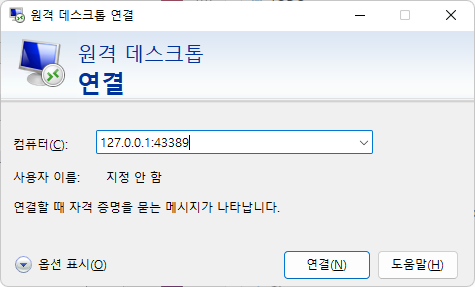 원격 데스크톱 연결
원격 데스크톱
연결
컴퓨터(C): 127.0.0.1:43389
사용자 이름: 지정 안 함
연결할 때 자격 증명을 묻는 메시지가 나타납니다.
옵션 표시(O) 연결(N) 도움말(H)